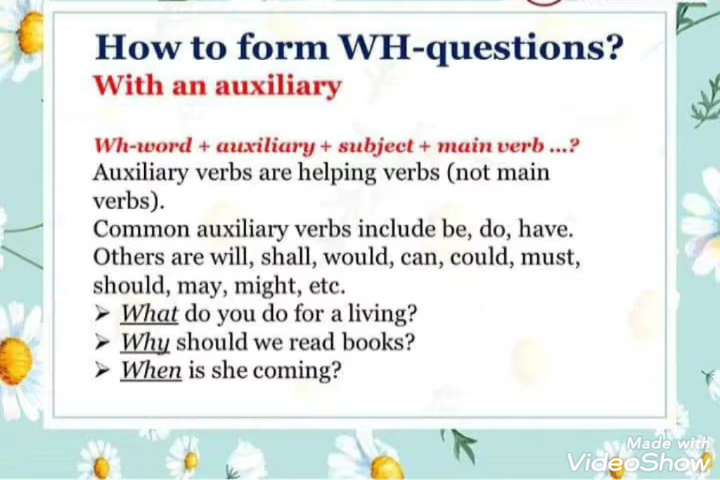 How to form WH-questions?
With an auxiliary
Wh-word + auxiliary + subject + main verb ...?
Auxiliary verbs are helping verbs (not main
verbs).
Common auxiliary verbs include be, do, have.
Others are will, shall, would, can, could, must,
should, may, might, etc.
➢ What do you do for a living?
➢ Why should we read books?
➢ When is she coming?
Made with
VideoShow